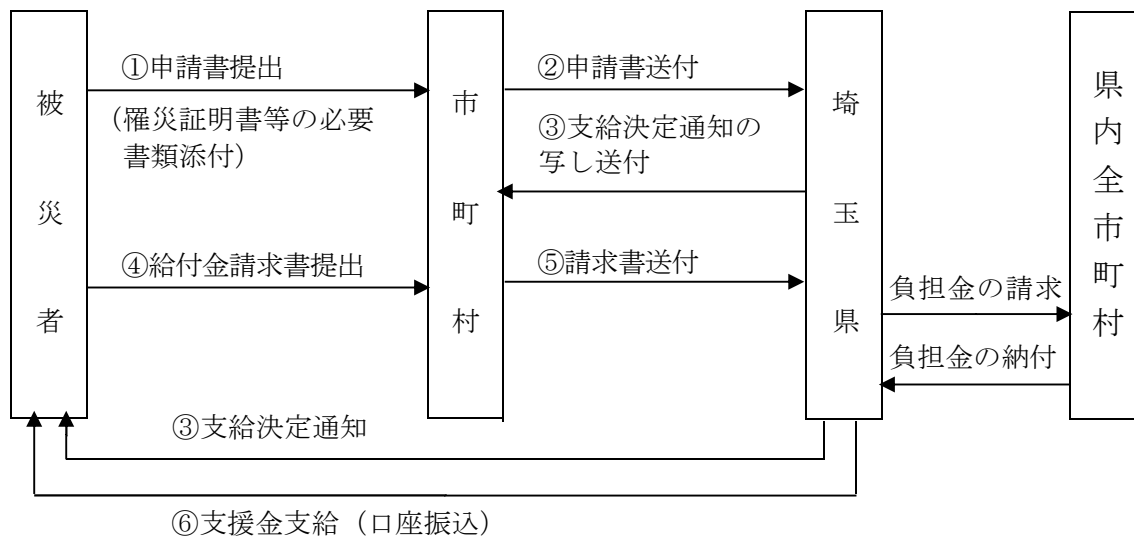 ①申請書提出
(罹災証明書等の必要
書類添付)
②申請書送付
③支給決定通知の
写し送付
被災者
市町村
埼玉県
県内全市町村
④給付金請求書提出
⑤請求書送付
負担金の請求
負担金の納付
③支給決定通知
⑥支援金支給（口座振込）